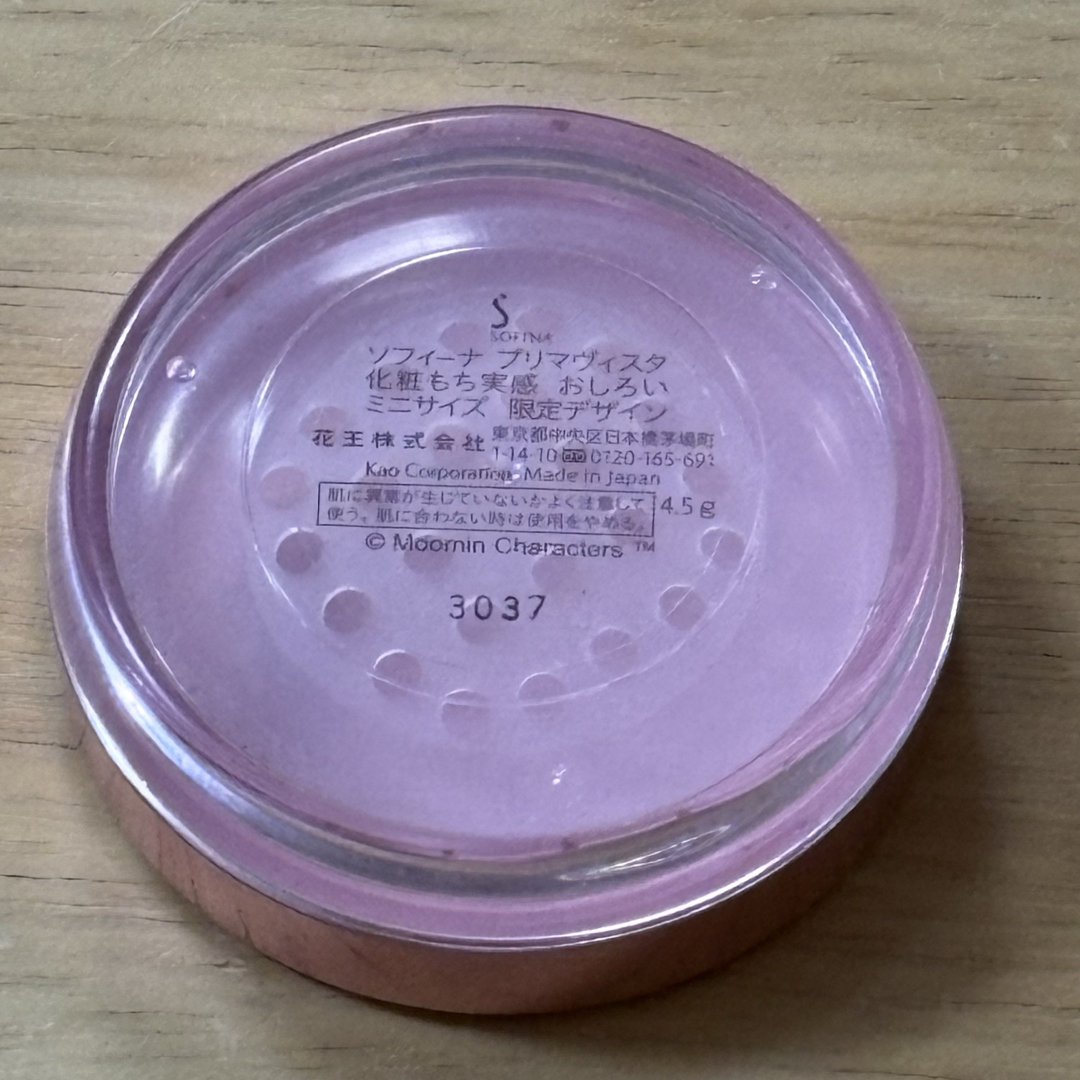 S
SOFINA
ソフィーナ プリマヴィスタ
化粧もち実感 おしろい
ミニサイズ 限定デザイン
花王株式会社 東京都中央区日本橋茅場町
1-14-10 0120-165-691
Kao Corporation Made in Japan
肌に異常が生じていないかよく注意して
使う。肌に合わない時は使用をやめる。
4.5g
© Moomin Characters ™
3037